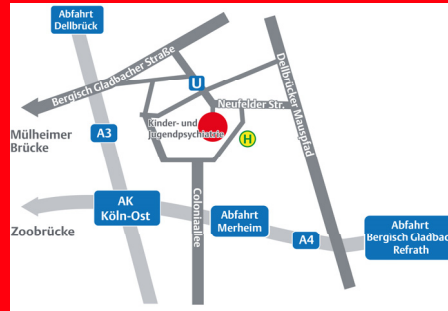 Abfahrt
Dellbrück
Bergisch Gladbacher Straße
U
Dellbrücker Mauspfad
Neufelder Str.
Mülheimer
Brücke
A3
Kinder- und
Jugendpsychiatrie
H
AK
Köln-Ost
Coloniaallee
Abfahrt
Merheim
Zoobrücke
A4
Abfahrt
Bergisch Gladbac
Refrath